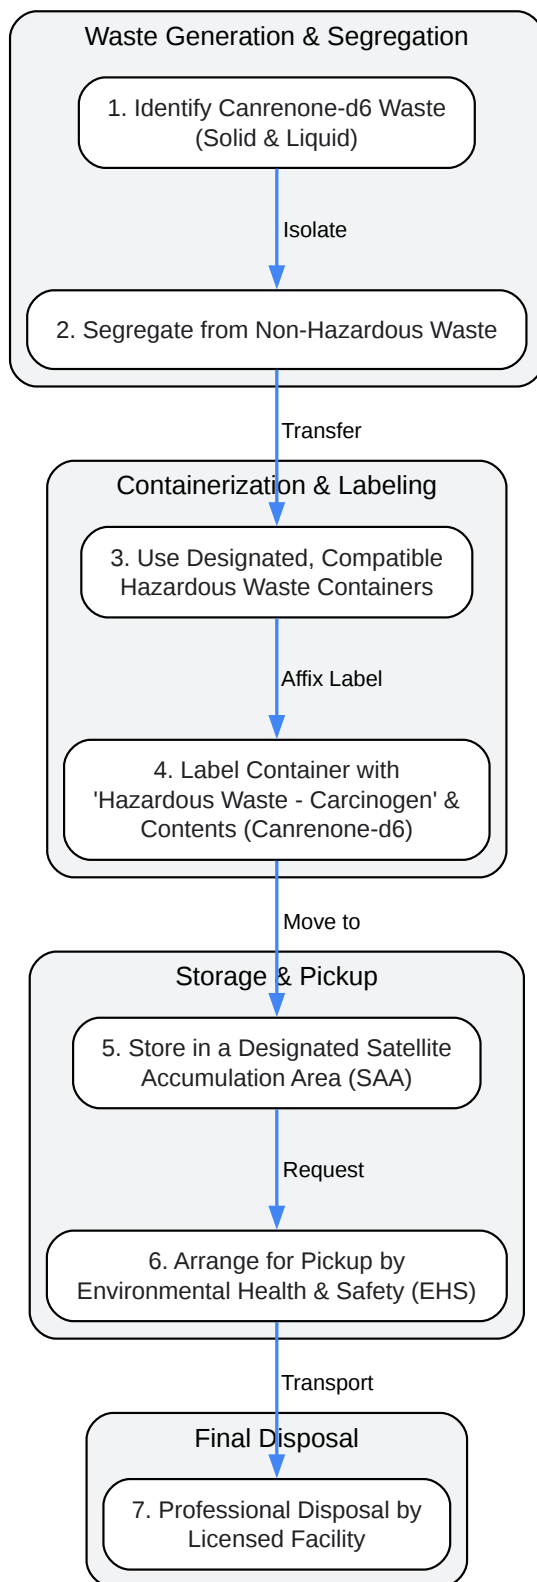 Waste Generation & Segregation
1. Identify Canrenone-d6 Waste
(Solid & Liquid)
Isolate
2. Segregate from Non-Hazardous Waste
Transfer
Containerization & Labeling
3. Use Designated, Compatible
Hazardous Waste Containers
Affix Label
4. Label Container with
'Hazardous Waste - Carcinogen' &
Contents (Canrenone-d6)
Move to
Storage & Pickup
5. Store in a Designated Satellite
Accumulation Area (SAA)
Request
6. Arrange for Pickup by
Environmental Health & Safety (EHS)
Transport
Final Disposal
7. Professional Disposal by
Licensed Facility